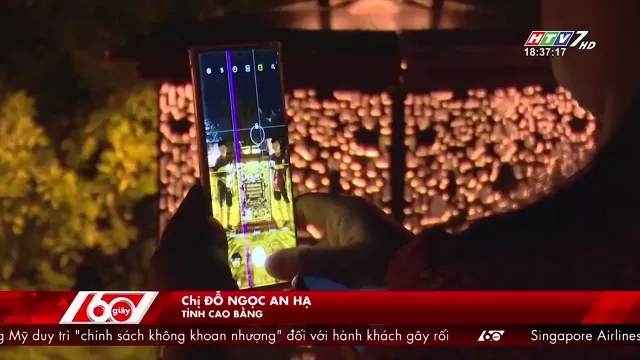 HTV7 HD
18:37:17
60 giây
Chị ĐỖ NGỌC AN HẠ
TỈNH CAO BẰNG
Mỹ duy trì "chính sách không khoan nhượng" đối với hành khách gây rối 60 Singapore Airlines